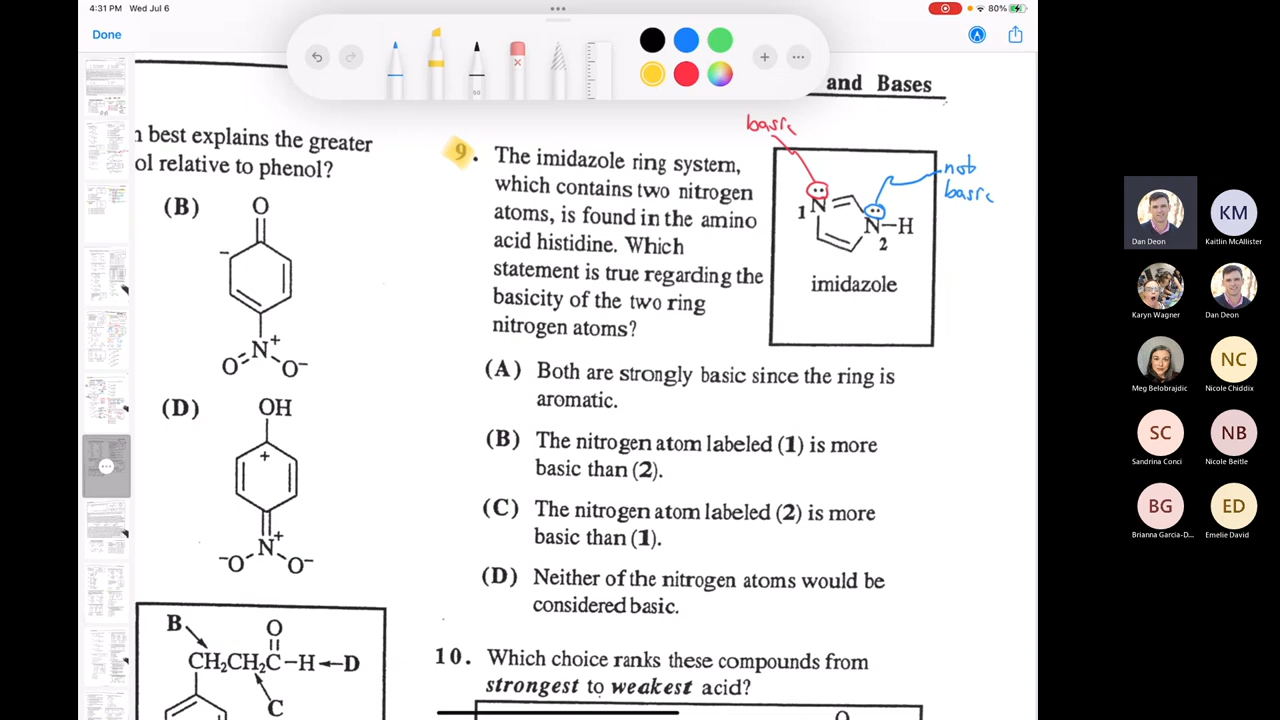 4:31 PM Wed Jul 6
80%
Done
and Bases
n best explains the greater
ol relative to phenol?
(B)
O
−
N+
O
O−
(D)
OH
+
N+
−O
O−
B
O
CH₂CH₂C−H
D
C
9.
The imidazole ring system,
which contains two nitrogen
atoms, is found in the amino
acid histidine. Which
statement is true regarding the
basicity of the two ring
nitrogen atoms?
basic
not
basic
1
N
N−H
2
imidazole
(A) Both are strongly basic since the ring is
aromatic.
(B) The nitrogen atom labeled (1) is more
basic than (2).
(C) The nitrogen atom labeled (2) is more
basic than (1).
(D) Neither of the nitrogen atoms would be
considered basic.
10. Which choice ranks these compounds from
strongest to weakest acid?
O
Dan Deon
KM
Kaitlin McAllister
Karyn Wagner
Dan Deon
Meg Belobrajdic
NC
Nicole Chiddix
SC
Sandrina Conci
NB
Nicole Beitle
BG
Brianna Garcia-D...
ED
Emelie David